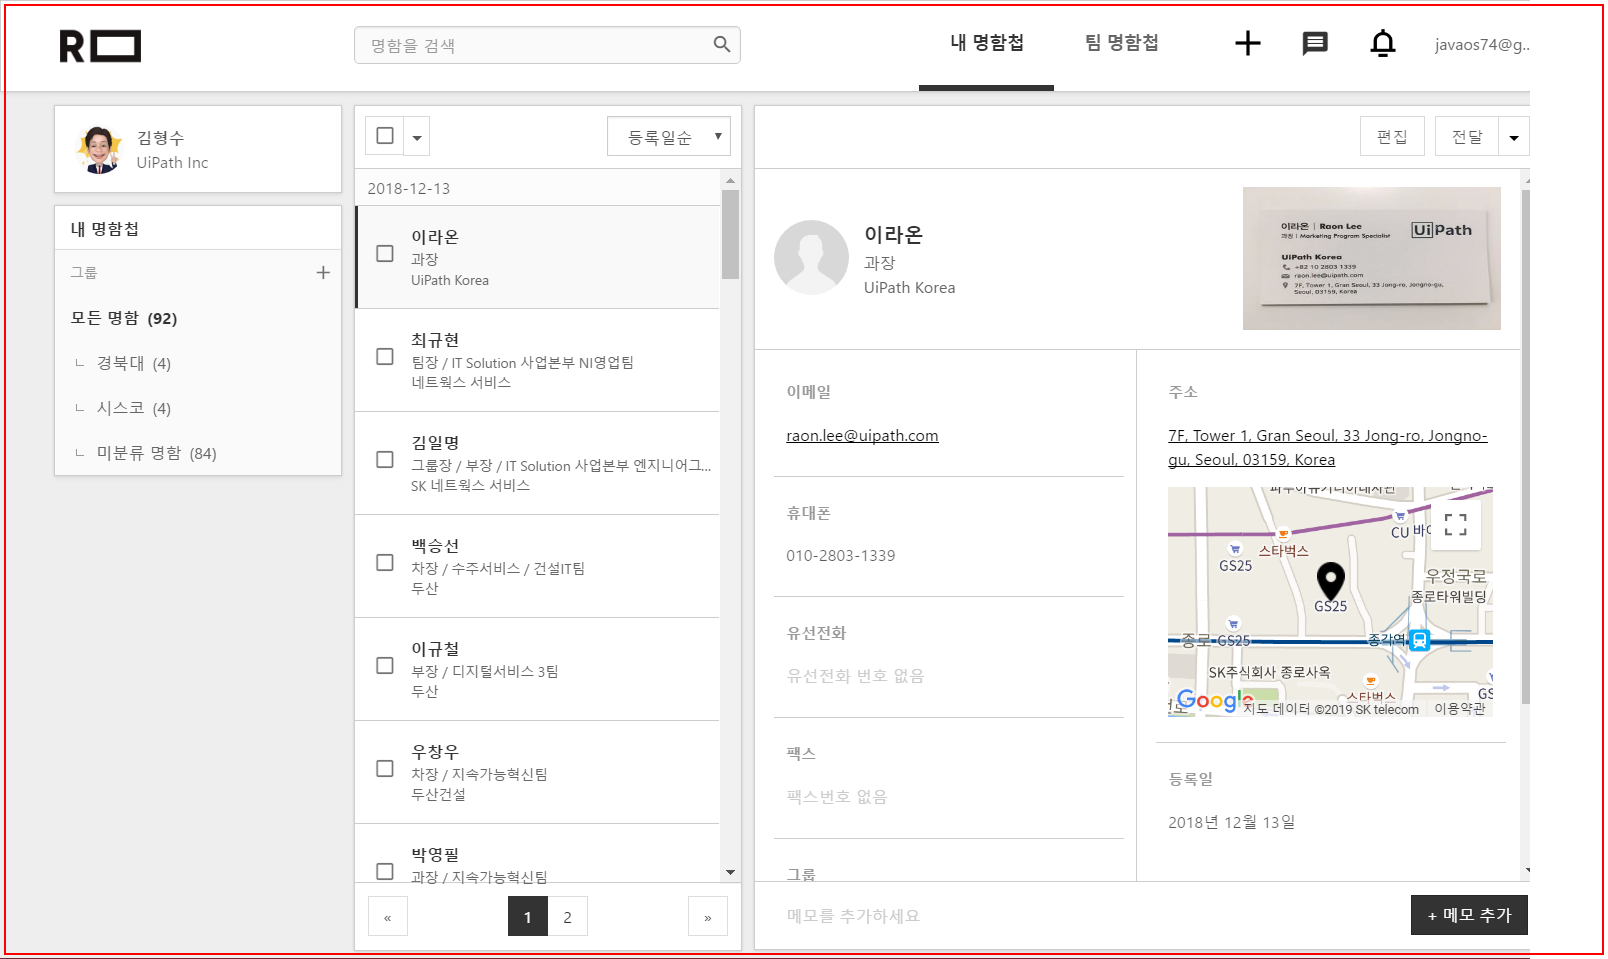 R
명함을 검색
내 명함첩
팀 명함첩
javaos74@g..
김형수
UiPath Inc
내 명함첩
그룹
모든 명함 (92)
ㄴ 경북대 (4)
ㄴ 시스코 (4)
ㄴ 미분류 명함 (84)
등록일순
2018-12-13
이라온
과장
UiPath Korea
최규현
팀장 / IT Solution 사업본부 NI영업팀
네트웍스 서비스
김일명
그룹장 / 부장 / IT Solution 사업본부 엔지니어그...
SK 네트웍스 서비스
백승선
차장 / 수주서비스 / 건설IT팀
두산
이규철
부장 / 디지털서비스 3팀
두산
우창우
차장 / 지속가능혁신팀
두산건설
박영필
과장 / 지속가능혁신팀
« 1 2 »
편집
전달
이라온
과장
UiPath Korea
이라온 | Raon Lee
과장 | Marketing Program Specialist
UiPath
UiPath Korea
+82 10 2803 1339
raon.lee@uipath.com
7F, Tower 1, Gran Seoul, 33 Jong-ro, Jongno-gu,
Seoul, 03159, Korea
이메일
raon.lee@uipath.com
휴대폰
010-2803-1339
유선전화
유선전화 번호 없음
팩스
팩스번호 없음
그룹
주소
7F, Tower 1, Gran Seoul, 33 Jong-ro, Jongno-
gu, Seoul, 03159, Korea
CU 바이
스타벅스
GS25
우정국로
GS25
종로타워빌딩
종로
GS25
종각역
SK주식회사 종로사옥
스타벅스
GS
Google
지도 데이터 ©2019 SK telecom
이용약관
등록일
2018년 12월 13일
메모를 추가하세요
+ 메모 추가